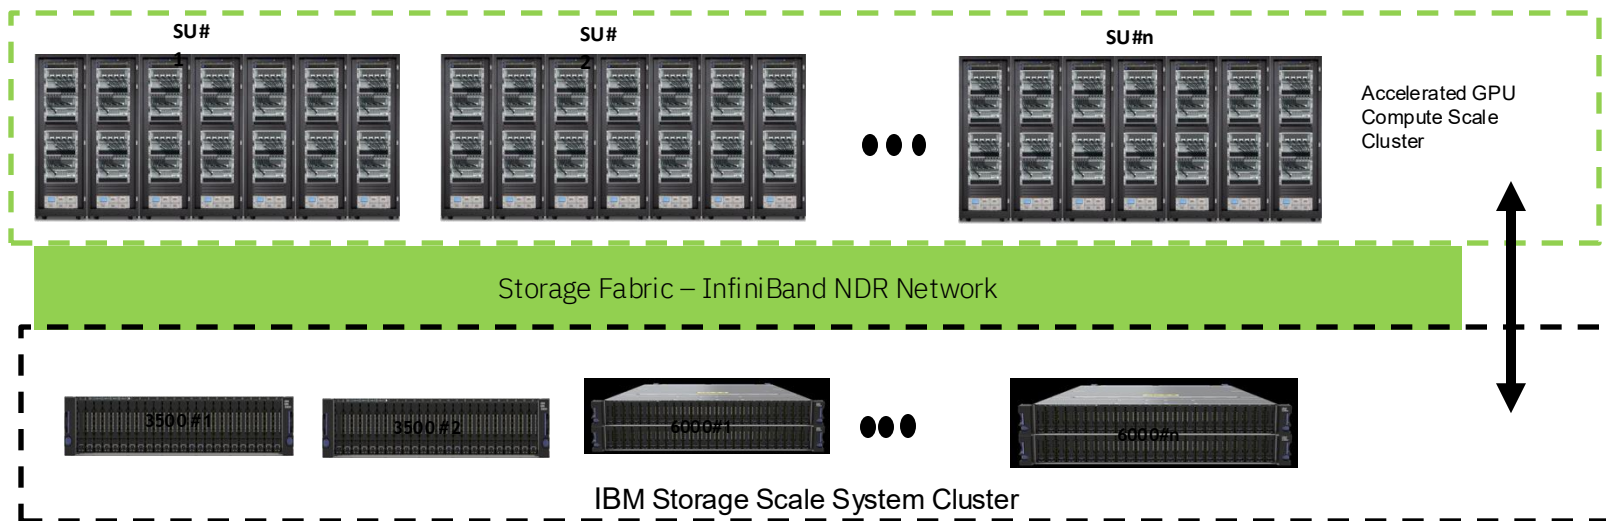 SU#
1
SU#
2
SU#n
Accelerated GPU
Compute Scale
Cluster
Storage Fabric – InfiniBand NDR Network
3500 #1
3500 #2
6000#1
6000#n
IBM Storage Scale System Cluster